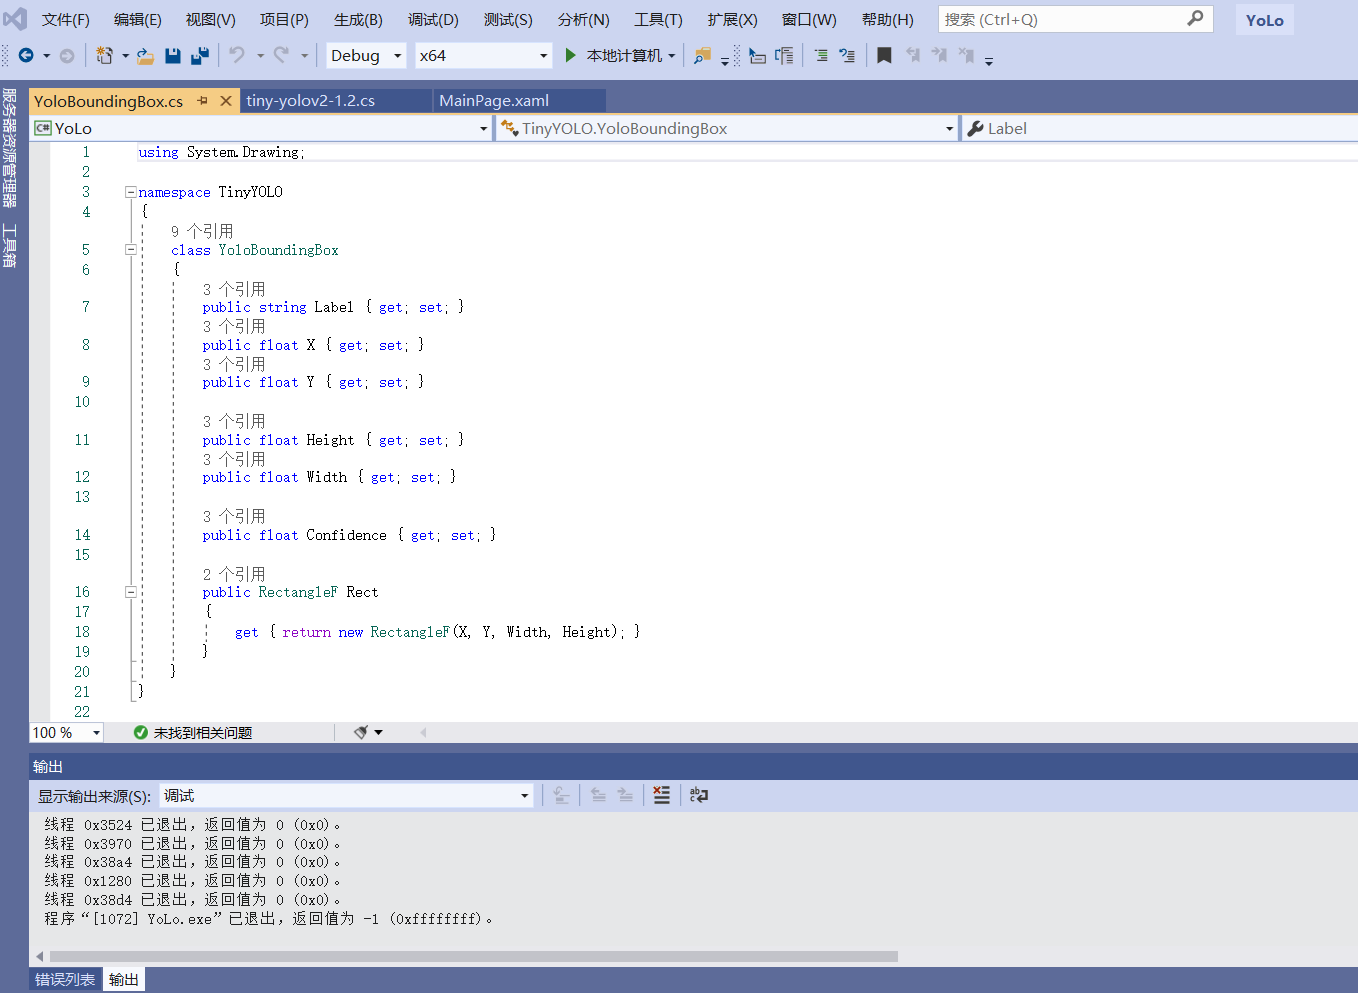 文件(F) 编辑(E) 视图(V) 项目(P) 生成(B) 调试(D) 测试(S) 分析(N) 工具(T) 扩展(X) 窗口(W) 帮助(H) 搜索 (Ctrl+Q) YoLo
Debug x64 本地计算机
服务器资源管理器
工具箱
YoloBoundingBox.cs tiny-yolov2-1.2.cs MainPage.xaml
C# YoLo TinyYOLO.YoloBoundingBox Label
1 using System.Drawing;
2
3 namespace TinyYOLO
4 {
9 个引用
5 class YoloBoundingBox
6 {
3 个引用
7 public string Label { get; set; }
3 个引用
8 public float X { get; set; }
3 个引用
9 public float Y { get; set; }
10
3 个引用
11 public float Height { get; set; }
3 个引用
12 public float Width { get; set; }
13
3 个引用
14 public float Confidence { get; set; }
15
2 个引用
16 public RectangleF Rect
17 {
18 get { return new RectangleF(X, Y, Width, Height); }
19 }
20 }
21 }
22
100 % 未找到相关问题
输出
显示输出来源(S): 调试
线程 0x3524 已退出，返回值为 0 (0x0)。
线程 0x3970 已退出，返回值为 0 (0x0)。
线程 0x38a4 已退出，返回值为 0 (0x0)。
线程 0x1280 已退出，返回值为 0 (0x0)。
线程 0x38d4 已退出，返回值为 0 (0x0)。
程序“[1072] YoLo.exe”已退出，返回值为 -1 (0xffffffff)。
错误列表 输出